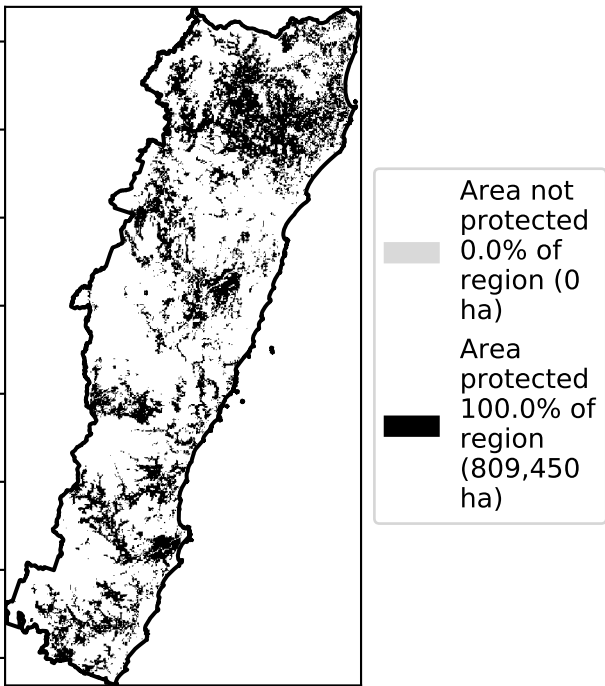 Area not
protected
0.0% of
region (0
ha)
Area
protected
100.0% of
region
(809,450
ha)